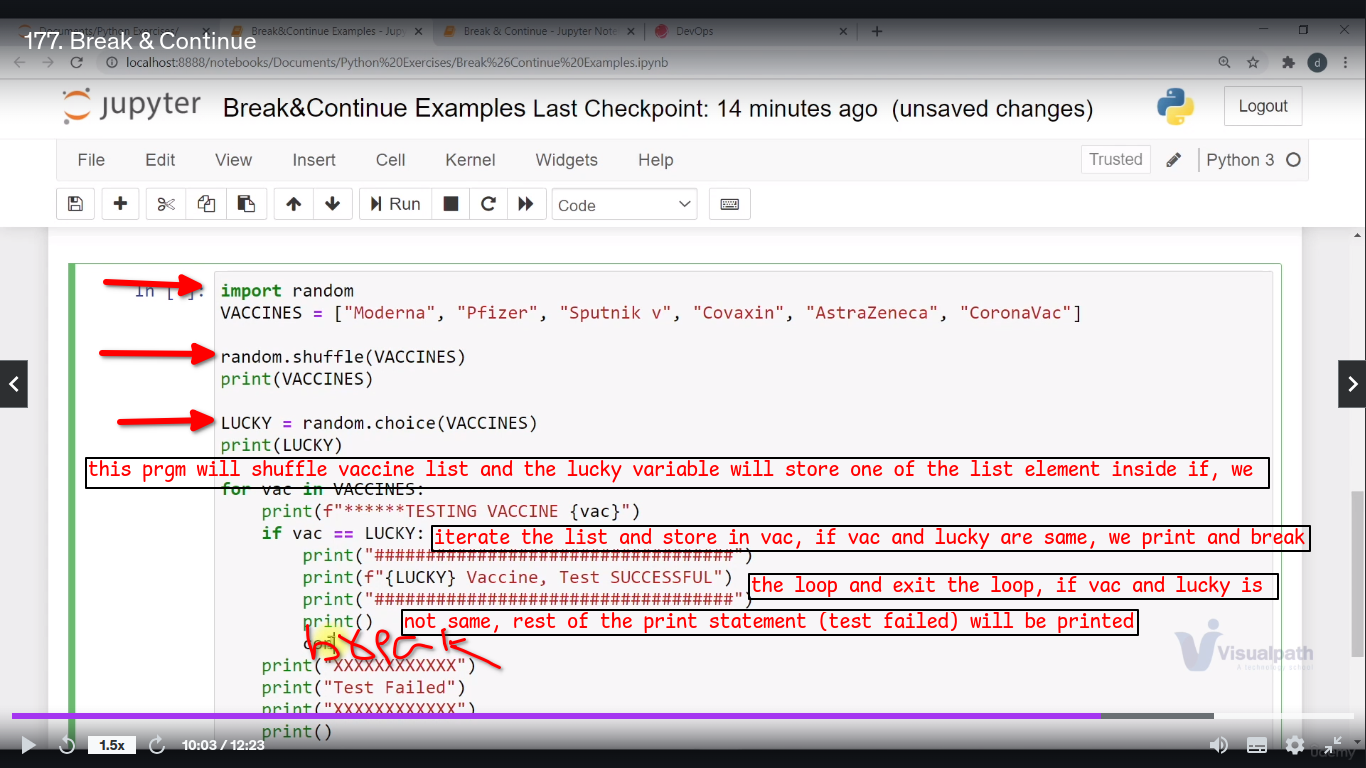 177. Break & Continue
Break&Continue Examples - Jup
Break & Continue - Jupyter Note
DevOps
localhost:8888/notebooks/Documents/Python%20Exercises/Break%26Continue%20Examples.ipynb
d
jupyter Break&Continue Examples Last Checkpoint: 14 minutes ago (unsaved changes)
Logout
File Edit View Insert Cell Kernel Widgets Help
Trusted
Python 3
Run
Code
import random
VACCINES = ["Moderna", "Pfizer", "Sputnik v", "Covaxin", "AstraZeneca", "CoronaVac"]
random.shuffle(VACCINES)
print(VACCINES)
LUCKY = random.choice(VACCINES)
print(LUCKY)
this prgm will shuffle vaccine list and the lucky variable will store one of the list element inside if, we
for vac in VACCINES:
print(f"******TESTING VACCINE {vac}")
if vac == LUCKY:
iterate the list and store in vac, if vac and lucky are same, we print and break
print("###################################")
print(f"{LUCKY} Vaccine, Test SUCCESSFUL")
the loop and exit the loop, if vac and lucky is
print("###################################")
print()
not same, rest of the print statement (test failed) will be printed
con
break
print("XXXXXXXXXXXX")
print("Test Failed")
print("XXXXXXXXXXXX")
print()
Visualpath
A technology school
1.5x
10:03 / 12:23
udemy